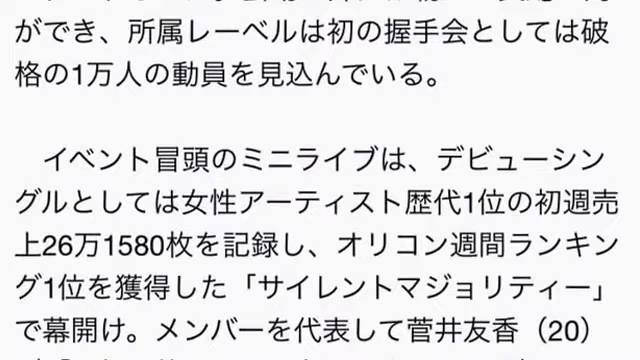 ができ、所属レーベルは初の握手会としては破
格の1万人の動員を見込んでいる。
イベント冒頭のミニライブは、デビューシン
グルとしては女性アーティスト歴代1位の初週売
上26万1580枚を記録し、オリコン週間ランキン
グ1位を獲得した「サイレントマジョリティー」
で幕開け。メンバーを代表して菅井友香（20）